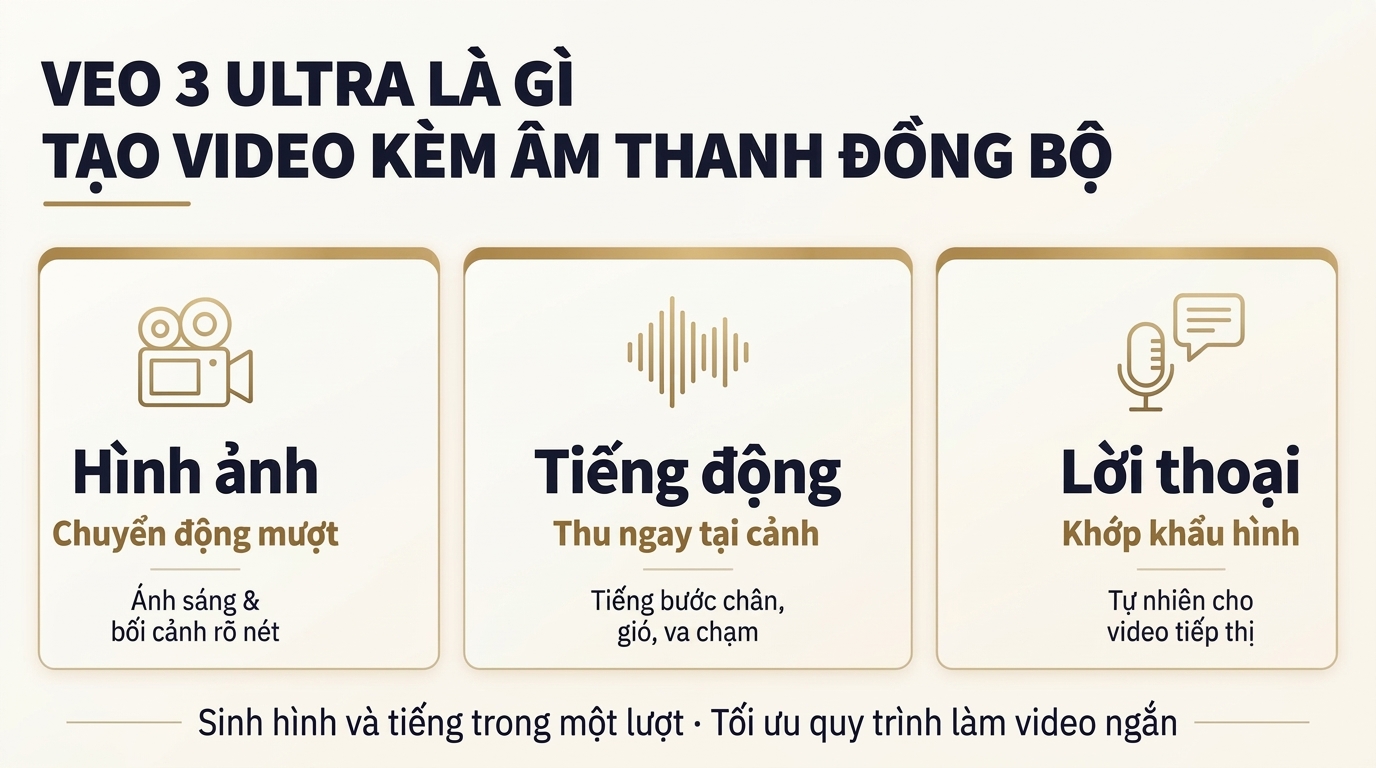 VEO 3 ULTRA LÀ GÌ
TẠO VIDEO KÈM ÂM THANH ĐỒNG BỘ
Hình ảnh
Chuyển động mượt
Ánh sáng &
bối cảnh rõ nét
Tiếng động
Thu ngay tại cảnh
Tiếng bước chân,
gió, va chạm
Lời thoại
Khớp khẩu hình
Tự nhiên cho
video tiếp thị
Sinh hình và tiếng trong một lượt · Tối ưu quy trình làm video ngắn